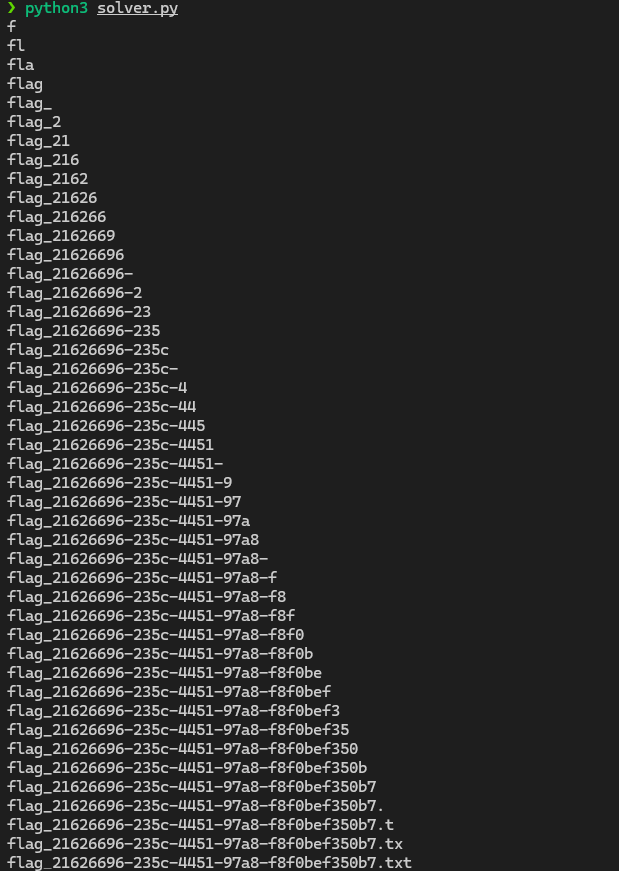 ❯ python3 solver.py
f
fl
fla
flag
flag_
flag_2
flag_21
flag_216
flag_2162
flag_21626
flag_216266
flag_2162669
flag_21626696
flag_21626696-
flag_21626696-2
flag_21626696-23
flag_21626696-235
flag_21626696-235c
flag_21626696-235c-
flag_21626696-235c-4
flag_21626696-235c-44
flag_21626696-235c-445
flag_21626696-235c-4451
flag_21626696-235c-4451-
flag_21626696-235c-4451-9
flag_21626696-235c-4451-97
flag_21626696-235c-4451-97a
flag_21626696-235c-4451-97a8
flag_21626696-235c-4451-97a8-
flag_21626696-235c-4451-97a8-f
flag_21626696-235c-4451-97a8-f8
flag_21626696-235c-4451-97a8-f8f
flag_21626696-235c-4451-97a8-f8f0
flag_21626696-235c-4451-97a8-f8f0b
flag_21626696-235c-4451-97a8-f8f0be
flag_21626696-235c-4451-97a8-f8f0bef
flag_21626696-235c-4451-97a8-f8f0bef3
flag_21626696-235c-4451-97a8-f8f0bef35
flag_21626696-235c-4451-97a8-f8f0bef350
flag_21626696-235c-4451-97a8-f8f0bef350b
flag_21626696-235c-4451-97a8-f8f0bef350b7
flag_21626696-235c-4451-97a8-f8f0bef350b7.
flag_21626696-235c-4451-97a8-f8f0bef350b7.t
flag_21626696-235c-4451-97a8-f8f0bef350b7.tx
flag_21626696-235c-4451-97a8-f8f0bef350b7.txt